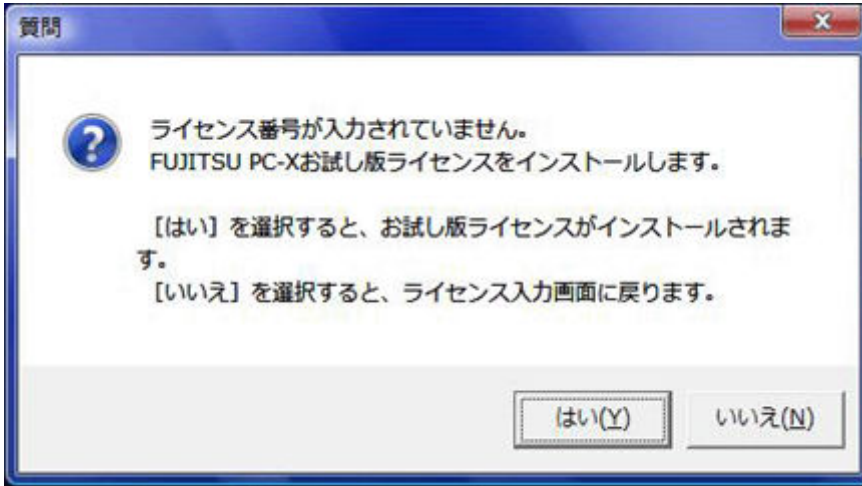 質問
ライセンス番号が入力されていません。
FUJITSU PC-Xお試し版ライセンスをインストールします。
［はい］を選択すると、お試し版ライセンスがインストールされま
す。
［いいえ］を選択すると、ライセンス入力画面に戻ります。
はい(Y)
いいえ(N)